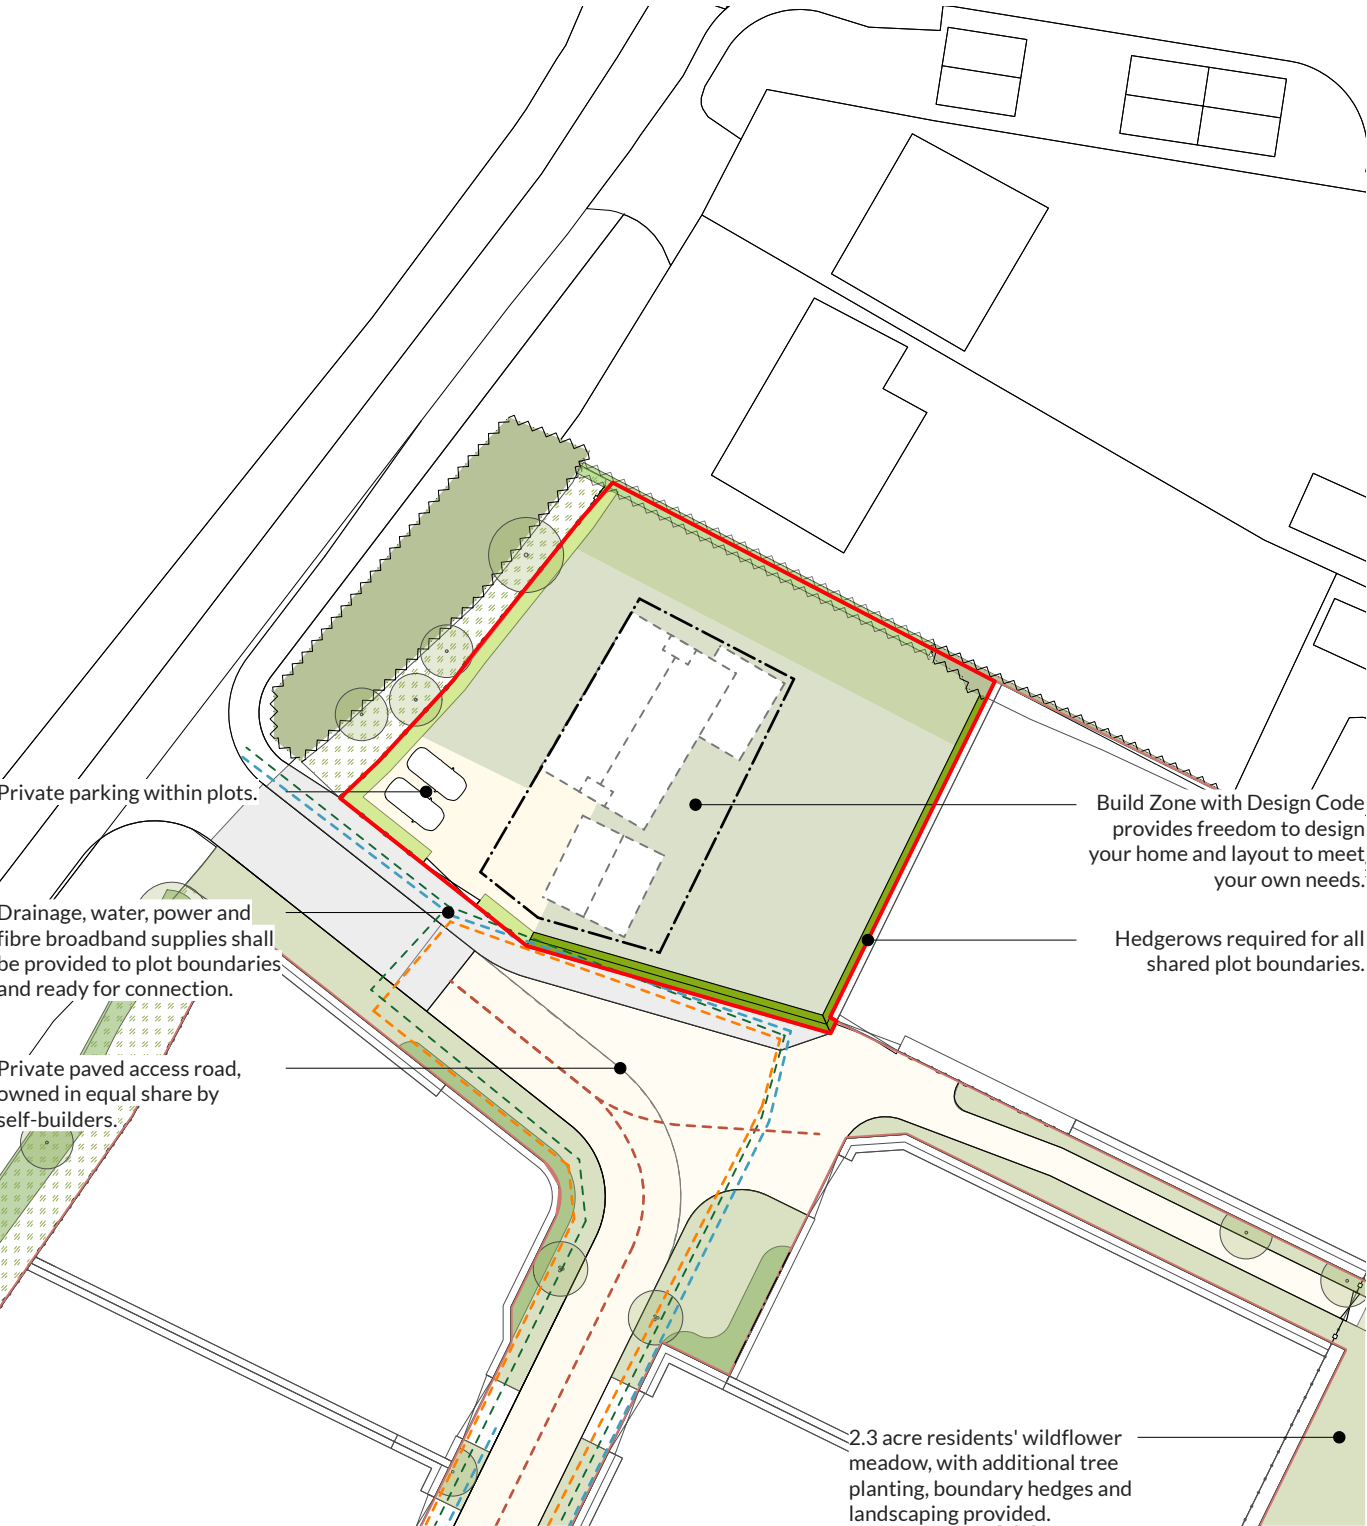 Private parking within plots.
Build Zone with Design Code,
provides freedom to design
your home and layout to meet
your own needs.
Drainage, water, power and
fibre broadband supplies shall
be provided to plot boundaries
and ready for connection.
Hedgerows required for all
shared plot boundaries.
Private paved access road,
owned in equal share by
self-builders.
2.3 acre residents' wildflower
meadow, with additional tree
planting, boundary hedges and
landscaping provided.